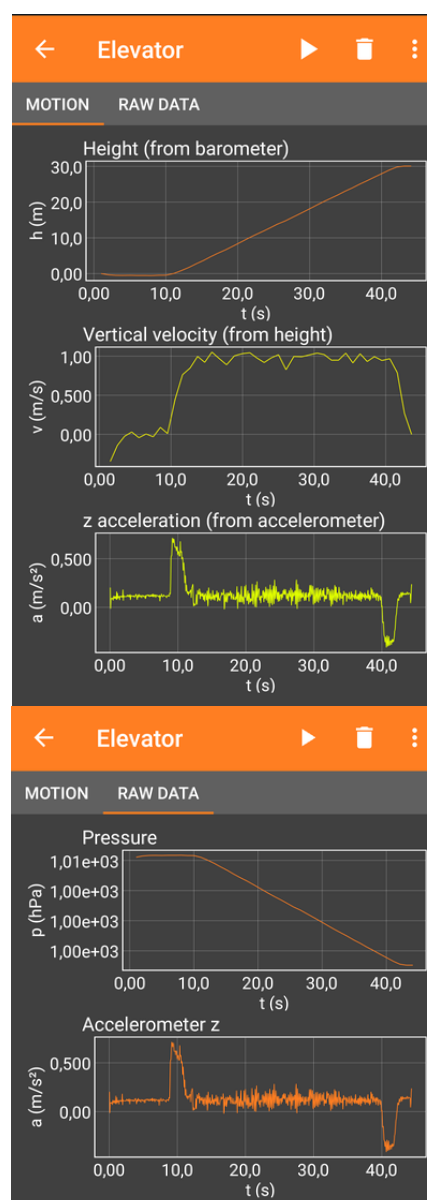 Elevator
MOTION RAW DATA
Height (from barometer)
30,0
20,0
10,0
0,00
h (m)
0,00 10,0 20,0 30,0 40,0
t (s)
Vertical velocity (from height)
1,00
0,500
0,00
v (m/s)
0,00 10,0 20,0 30,0 40,0
t (s)
z acceleration (from accelerometer)
0,500
0,00
a (m/s²)
0,00 10,0 20,0 30,0 40,0
t (s)
Elevator
MOTION RAW DATA
Pressure
1,01e+03
1,00e+03
1,00e+03
1,00e+03
p (hPa)
0,00 10,0 20,0 30,0 40,0
t (s)
Accelerometer z
0,500
0,00
a (m/s²)
0,00 10,0 20,0 30,0 40,0
t (s)